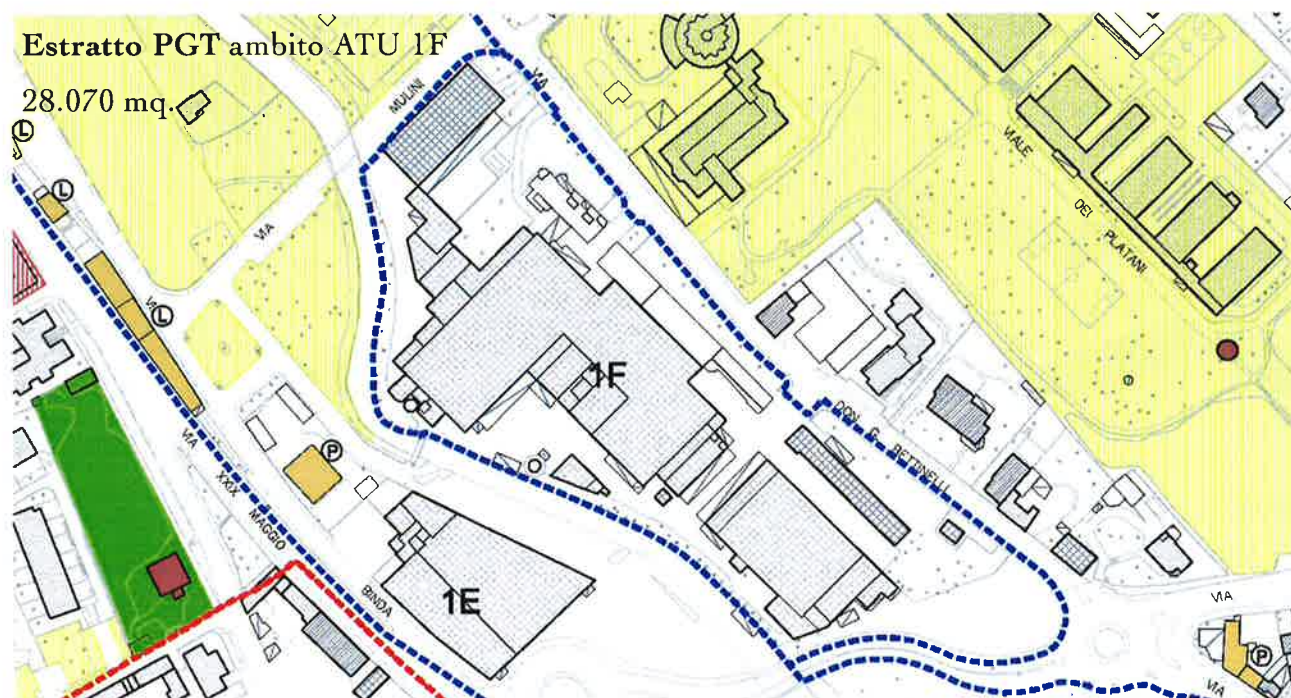 Estratto PGT ambito ATU 1F
28.070 mq.
MULINI
VIA
VIA
L
L
L
VIA
VIALE
DEI
PLATANI
1F
DON
G.
BETTINELLI
P
VIA
XXIX
MAGGIO
BINDA
1E
VIA
P
VIA